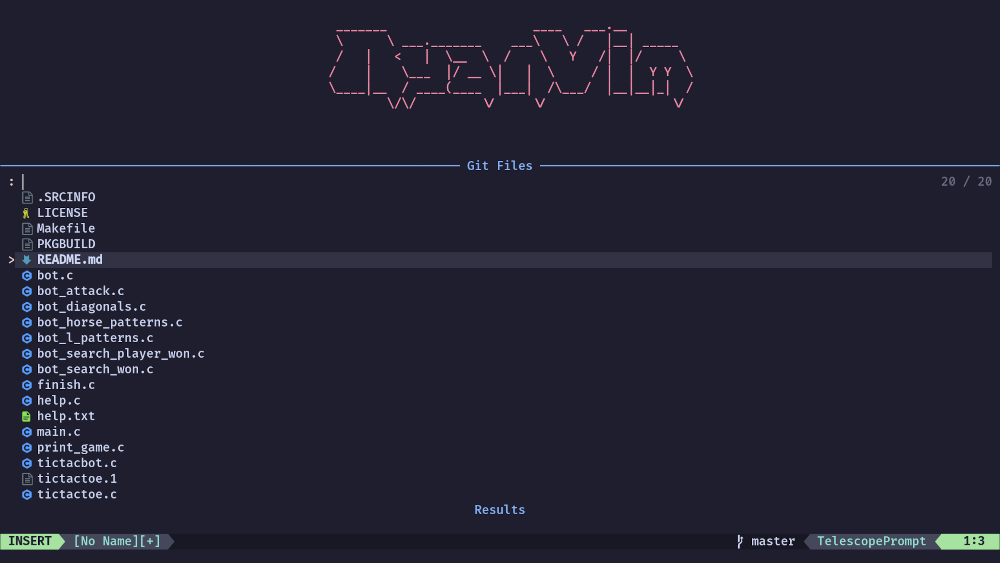 Git Files
: 20 / 20
.SRCINFO
LICENSE
Makefile
PKGBUILD
> README.md
bot.c
bot_attack.c
bot_diagonals.c
bot_horse_patterns.c
bot_l_patterns.c
bot_search_player_won.c
bot_search_won.c
finish.c
help.c
help.txt
main.c
print_game.c
tictacbot.c
tictactoe.1
tictactoe.c
Results
INSERT [No Name][+] master TelescopePrompt 1:3